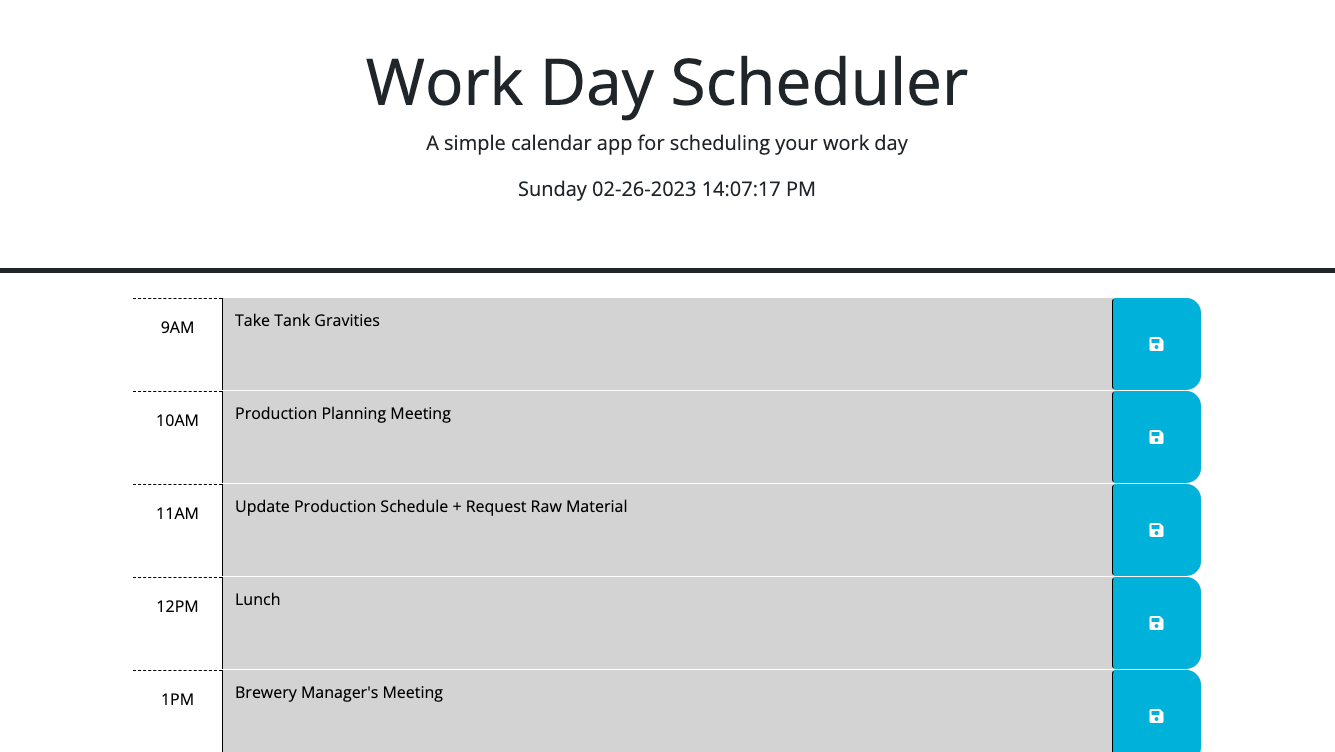 Work Day Scheduler
A simple calendar app for scheduling your work day
Sunday 02-26-2023 14:07:17 PM
9AM Take Tank Gravities
10AM Production Planning Meeting
11AM Update Production Schedule + Request Raw Material
12PM Lunch
1PM Brewery Manager's Meeting